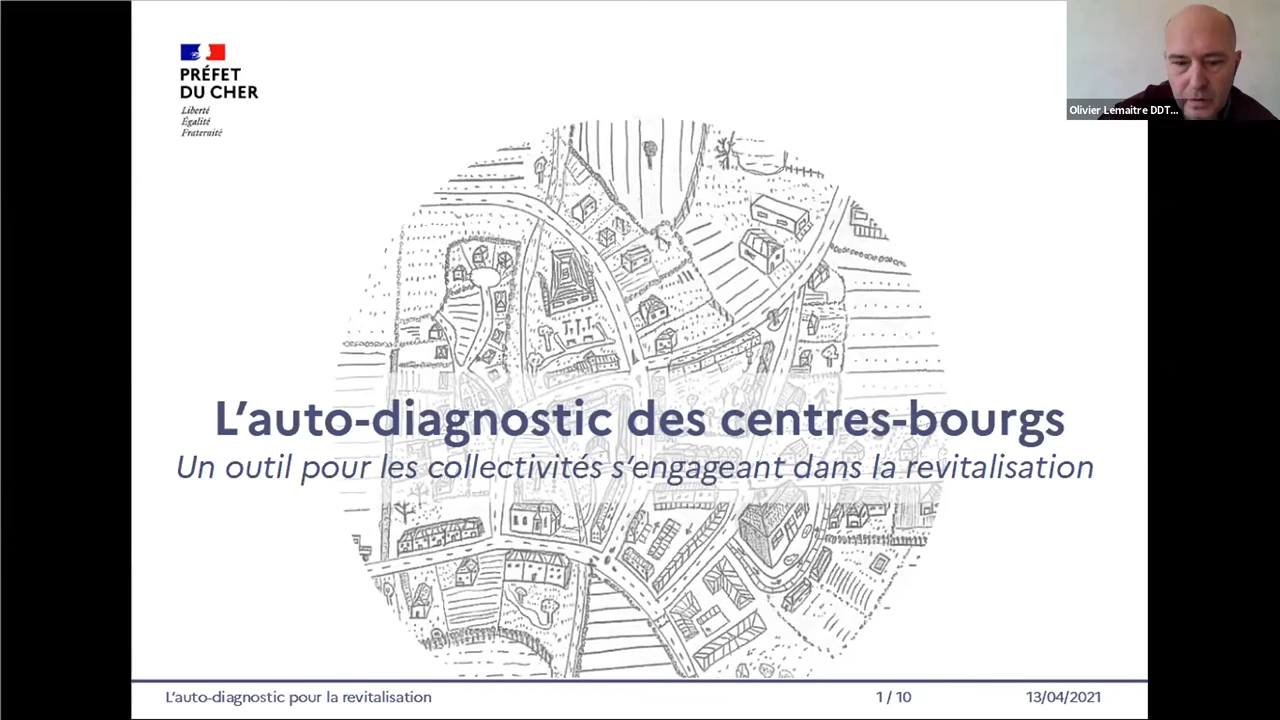 PRÉFET
DU CHER
Liberté
Égalité
Fraternité
Olivier Lemaitre DDT...
L'auto-diagnostic des centres-bourgs
Un outil pour les collectivités s'engageant dans la revitalisation
L'auto-diagnostic pour la revitalisation
1 / 10
13/04/2021